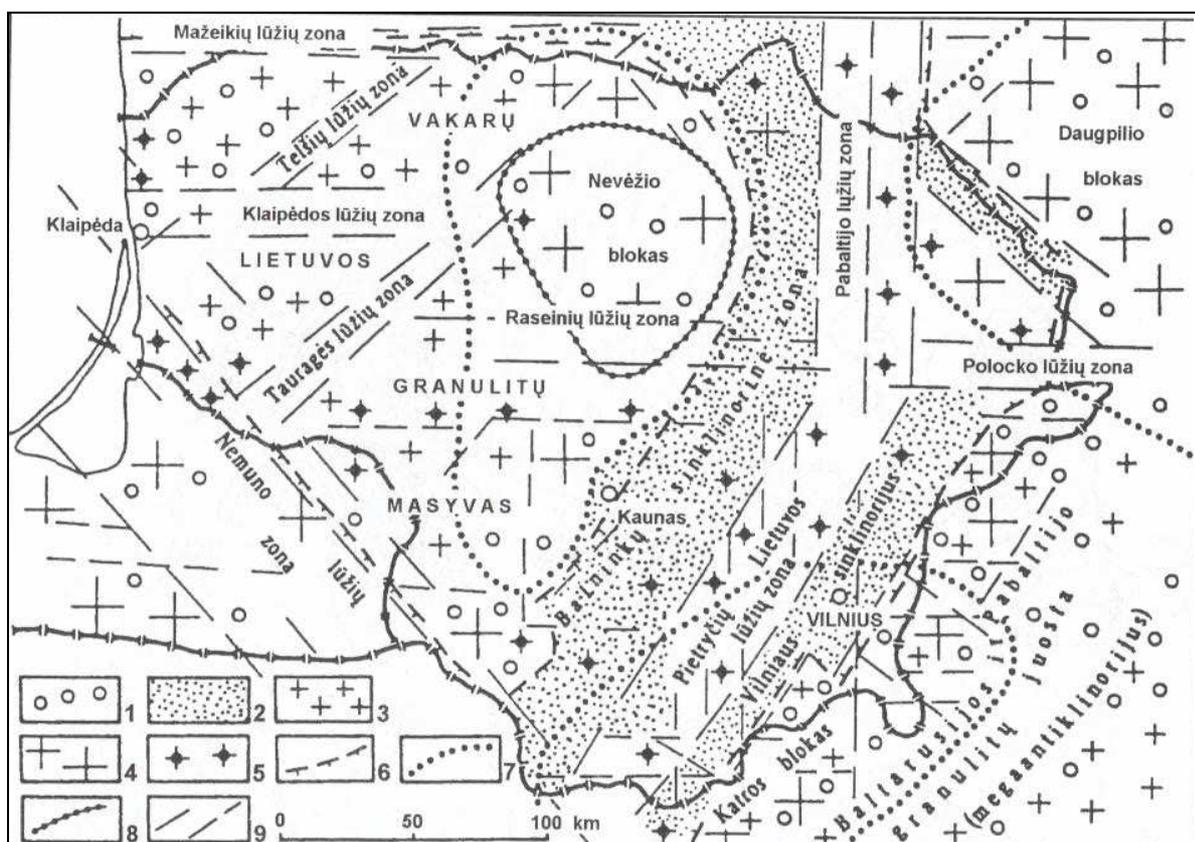 Mažeikių lūžių zona
Telšių lūžių zona
VAKARŲ
Pabaltijo lųžių zona
Daugpilio
blokas
Nevėžio
blokas
Klaipėda
Klaipėdos lūžių zona
LIETUVOS
Tauragės lūžių zona
Raseinių lūžių zona
Polocko lūžių zona
GRANULITŲ
Nemuno
lūžių
zona
MASYVAS
Kaunas
sinklinorinė zona
Pietryčių Lietuvos
lūžių zona
Vilniaus sinklinorijus
VILNIUS
blokas
Baltarusijos ir Pabaltijo
granulitų juosta
(megaantiklinorijus)
1
2
3
4
5
6
7
8
9
0 50 100 km